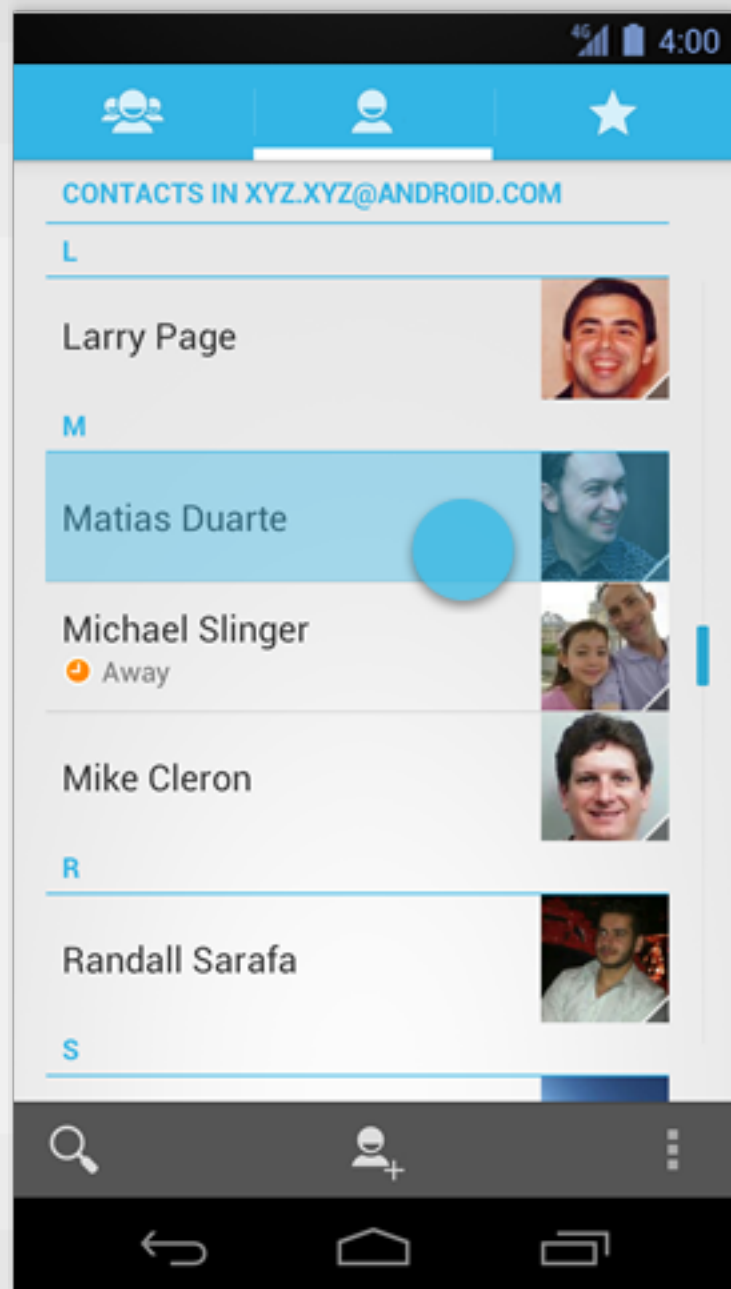 4G 4:00
CONTACTS IN XYZ.XYZ@ANDROID.COM
L
Larry Page
M
Matias Duarte
Michael Slinger
Away
Mike Cleron
R
Randall Sarafa
S